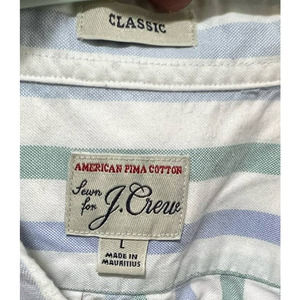 CLASSIC
AMERICAN PIMA COTTON
Sewn
for J.Crew
L
MADE IN
MAURITIUS